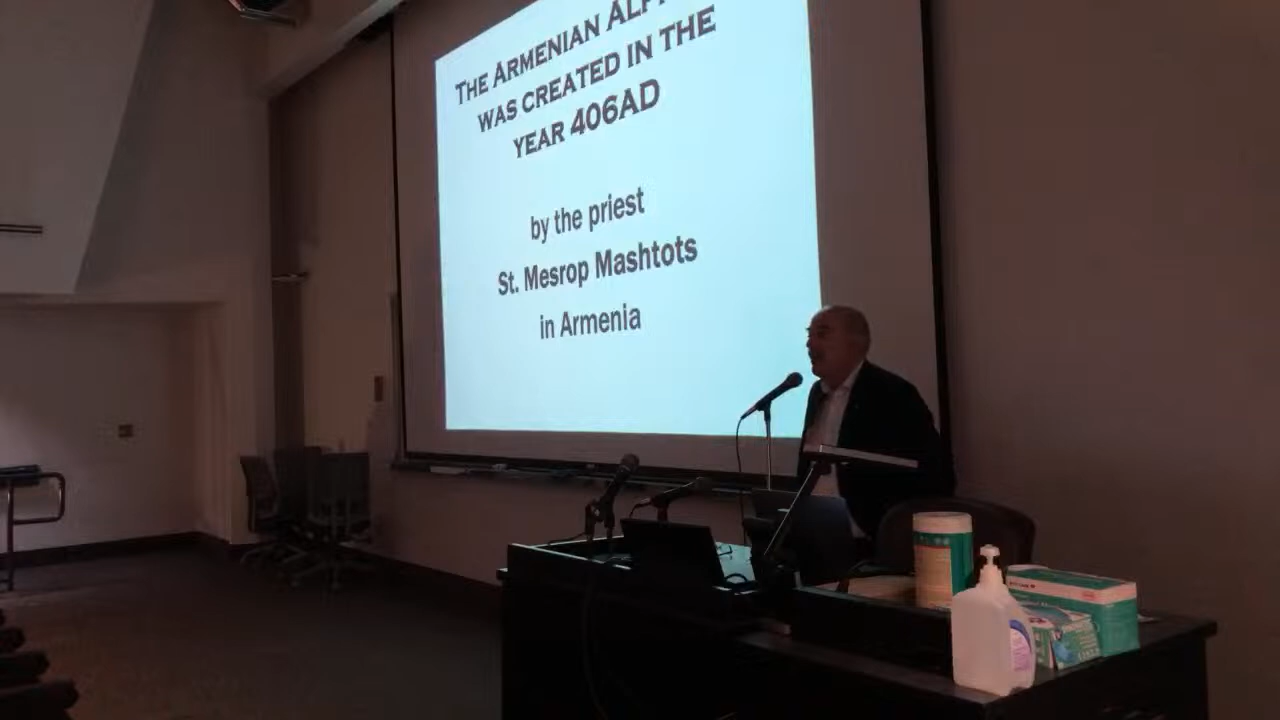 THE ARMENIAN
WAS CREATED IN THE
YEAR 406AD
by the priest
St. Mesrop Mashtots
in Armenia